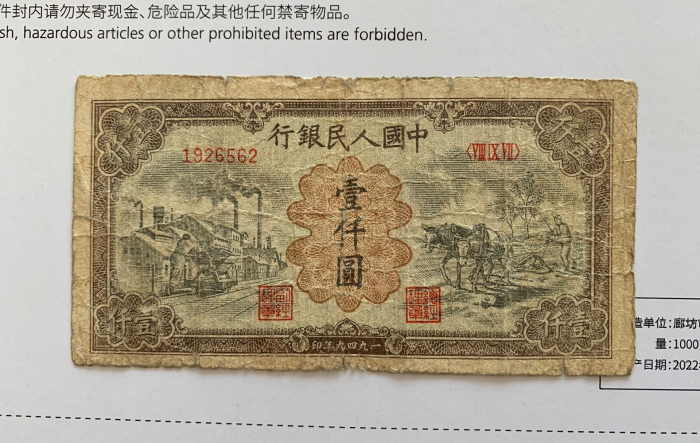 件封内请勿夹寄现金、危险品及其他任何禁寄物品。
sh, hazardous articles or other prohibited items are forbidden.
行銀民人國中
1926562
〈VIII IX VII〉
壹仟圓
仟壹
仟壹
印年九四九一
造单位：廊坊
量：1000
产日期：2022